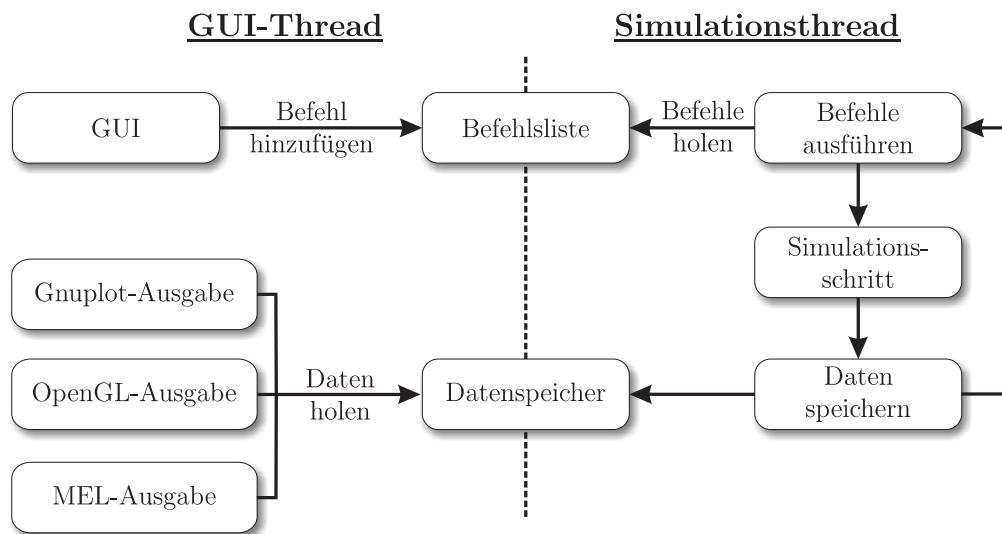 GUI-Thread
Simulationsthread
GUI
Befehl
hinzufügen
Befehlsliste
Befehle
holen
Befehle
ausführen
Simulations-
schritt
Gnuplot-Ausgabe
OpenGL-Ausgabe
MEL-Ausgabe
Daten
holen
Datenspeicher
Daten
speichern